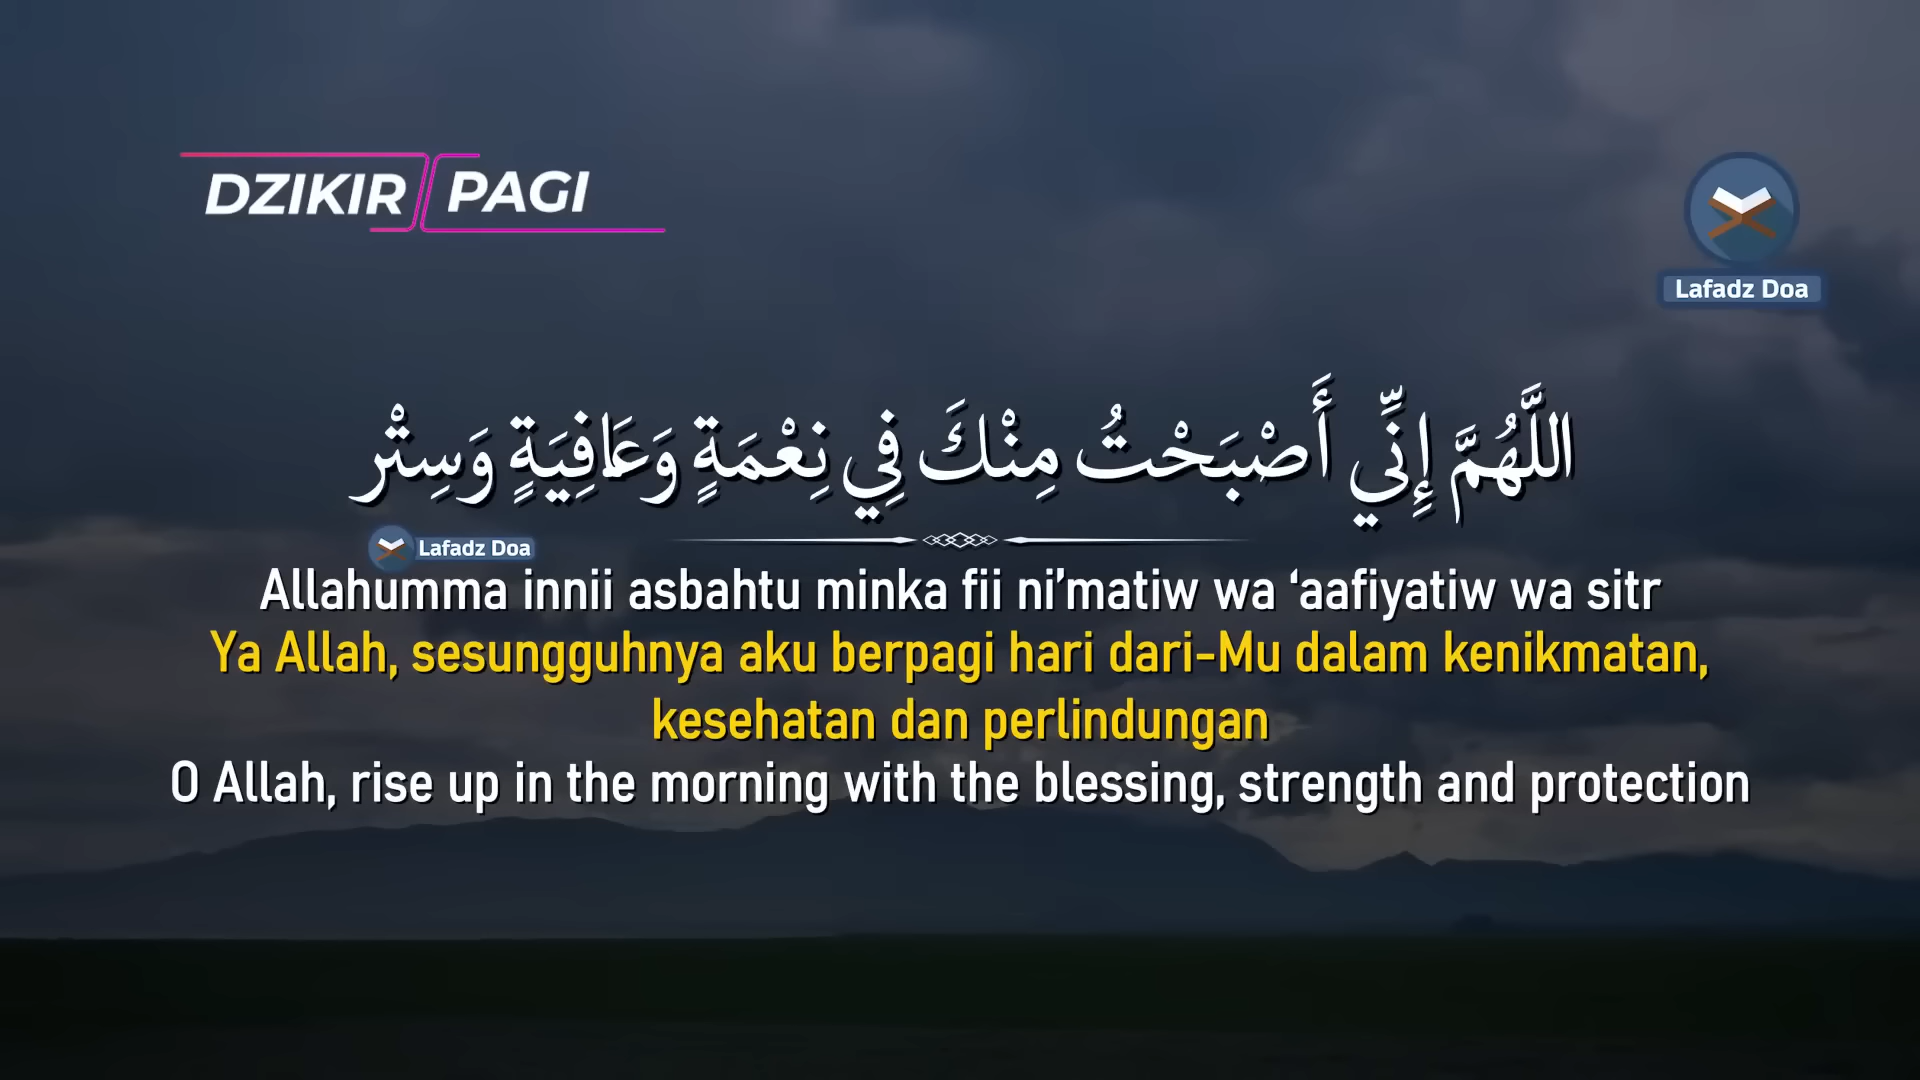 DZIKIR PAGI
Lafadz Doa
اللَّهُمَّ إِنِّي أَصْبَحْتُ مِنْكَ فِي نِعْمَةٍ وَعَافِيَةٍ وَسِتْر
Lafadz Doa
Allahumma innii asbahtu minka fii ni’matiw wa ‘aafiyatiw wa sitr
Ya Allah, sesungguhnya aku berpagi hari dari-Mu dalam kenikmatan,
kesehatan dan perlindungan
O Allah, rise up in the morning with the blessing, strength and protection